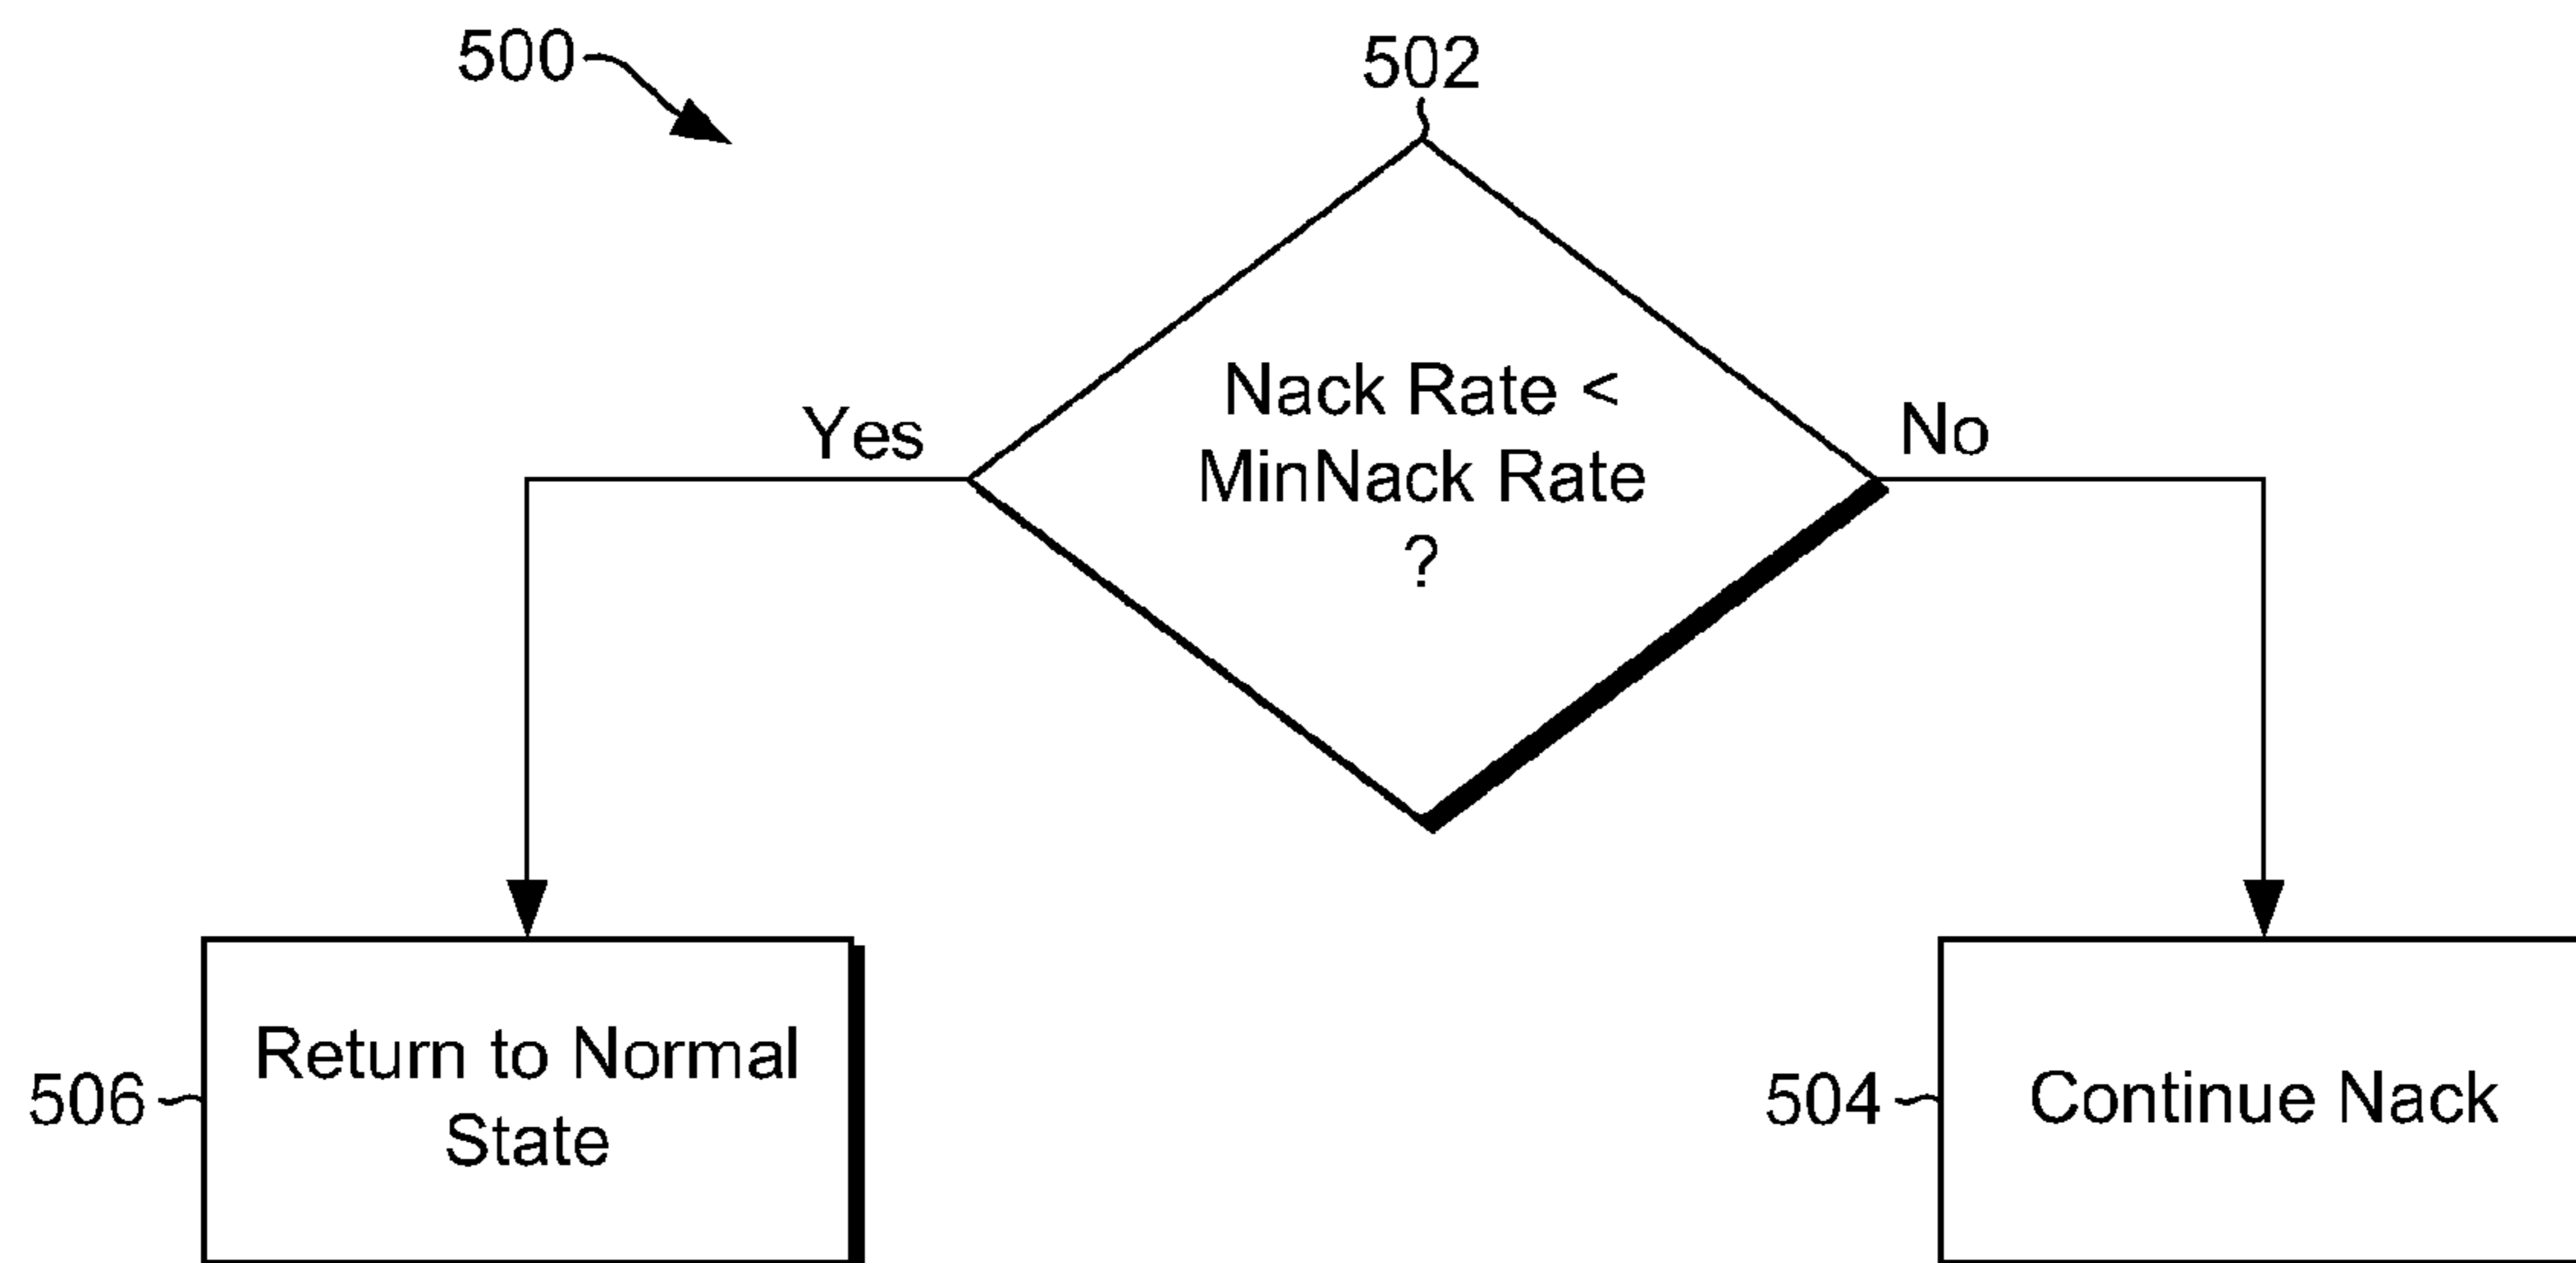 500
502
Nack Rate <
MinNack Rate
?
Yes
No
506
Return to Normal
State
504
Continue Nack